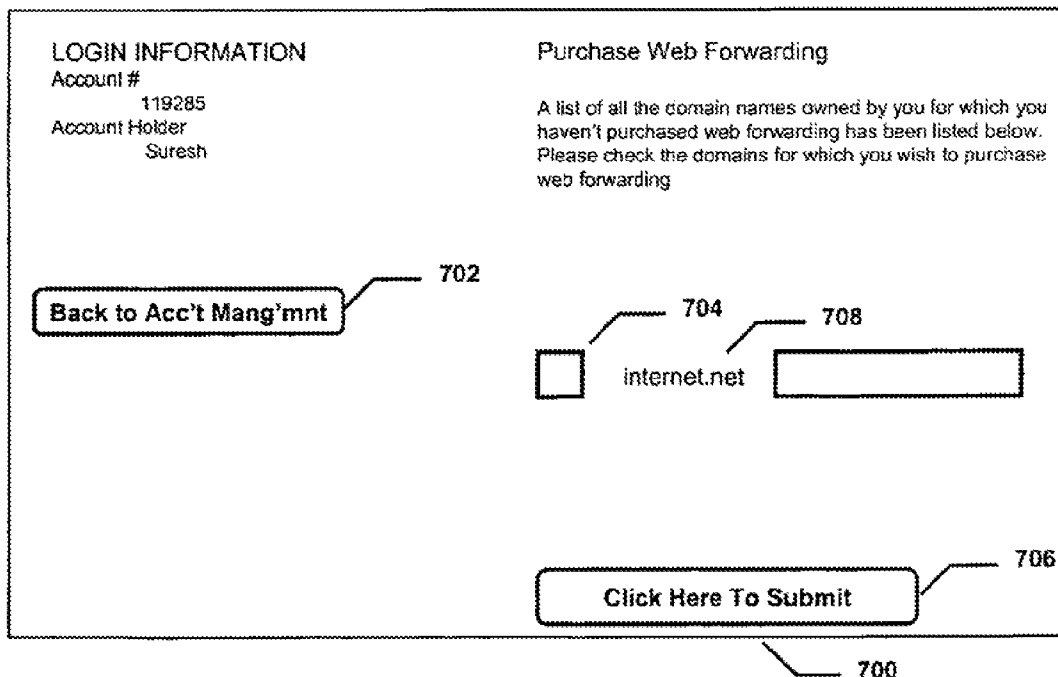 LOGIN INFORMATION
Account #
119285
Account Holder
Suresh
Purchase Web Forwarding
A list of all the domain names owned by you for which you
haven't purchased web forwarding has been listed below.
Please check the domains for which you wish to purchase
web forwarding
702
Back to Acc't Mang'mnt
704
708
internet.net
706
Click Here To Submit
700